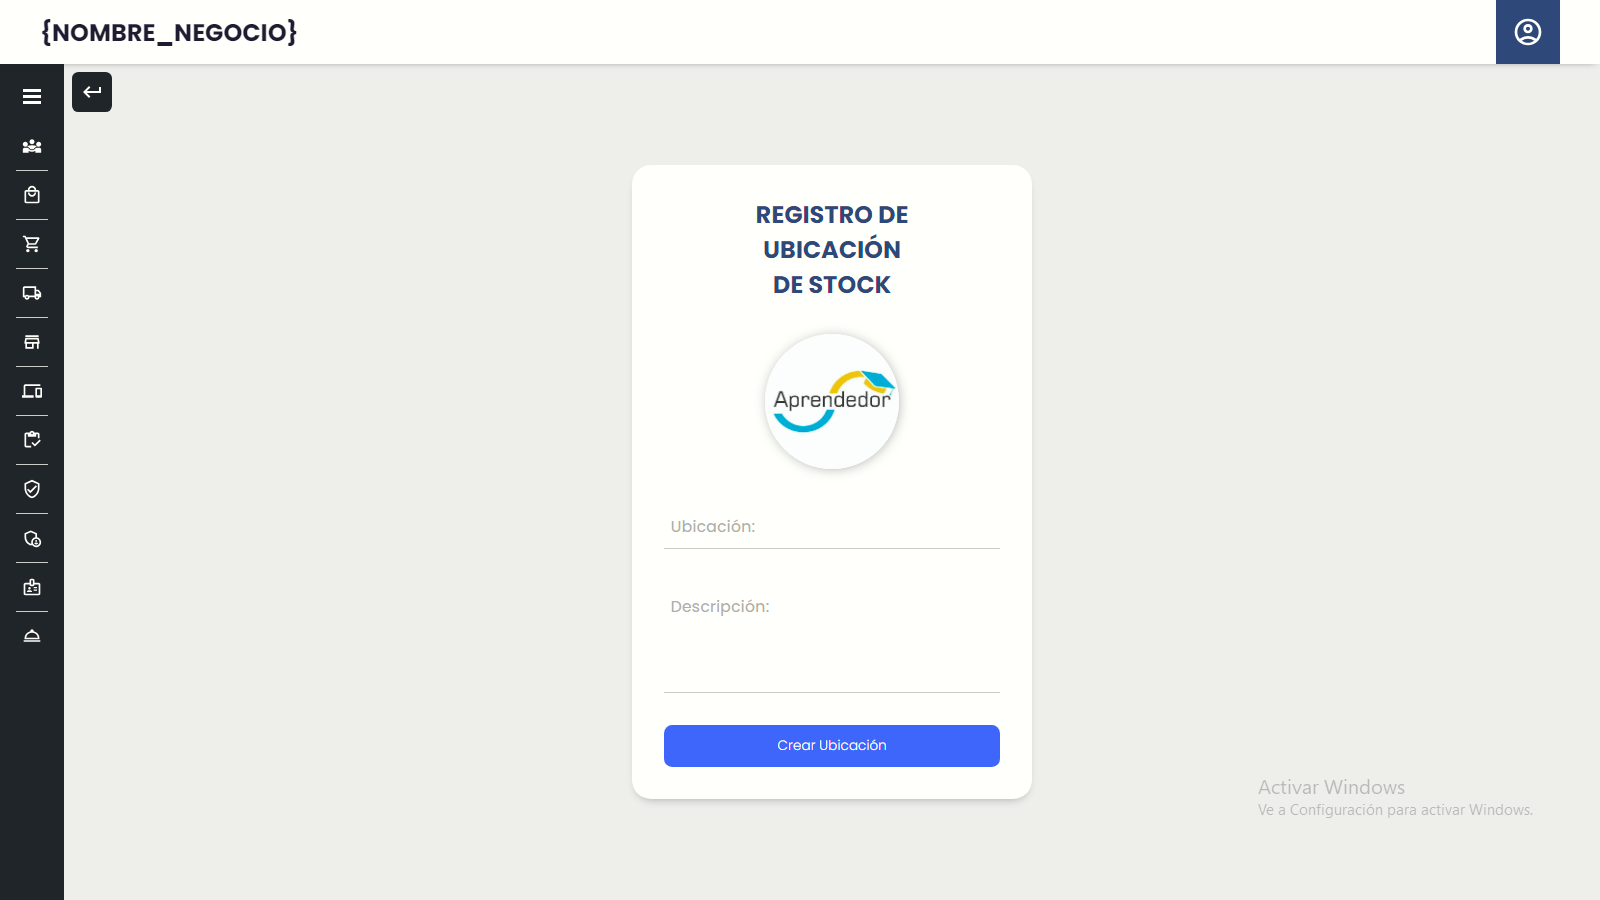 {NOMBRE_NEGOCIO}
REGISTRO DE
UBICACIÓN
DE STOCK
Aprendedor
Ubicación:
Descripción:
Crear Ubicación
Activar Windows
Ve a Configuración para activar Windows.